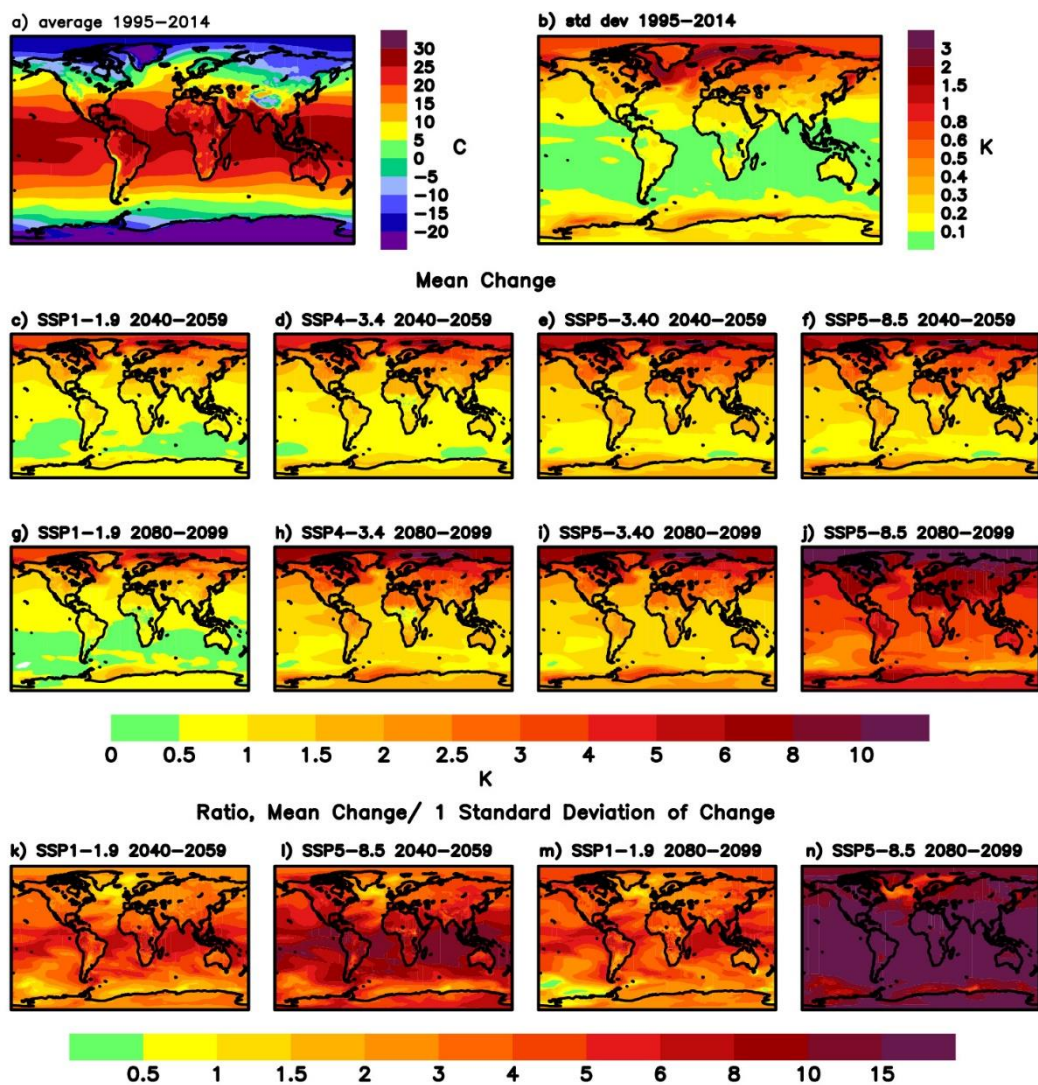 a) average 1995-2014
b) std dev 1995-2014
30
25
20
15
10
5
0
-5
-10
-15
-20
C
3
2
1.5
1
0.8
0.6
0.5
0.4
0.3
0.2
0.1
K
Mean Change
c) SSP1-1.9 2040-2059
d) SSP4-3.4 2040-2059
e) SSP5-3.40 2040-2059
f) SSP5-8.5 2040-2059
g) SSP1-1.9 2080-2099
h) SSP4-3.4 2080-2099
i) SSP5-3.40 2080-2099
j) SSP5-8.5 2080-2099
0 0.5 1 1.5 2 2.5 3 4 5 6 8 10
K
Ratio, Mean Change/ 1 Standard Deviation of Change
k) SSP1-1.9 2040-2059
l) SSP5-8.5 2040-2059
m) SSP1-1.9 2080-2099
n) SSP5-8.5 2080-2099
0.5 1 1.5 2 3 4 5 6 8 10 15